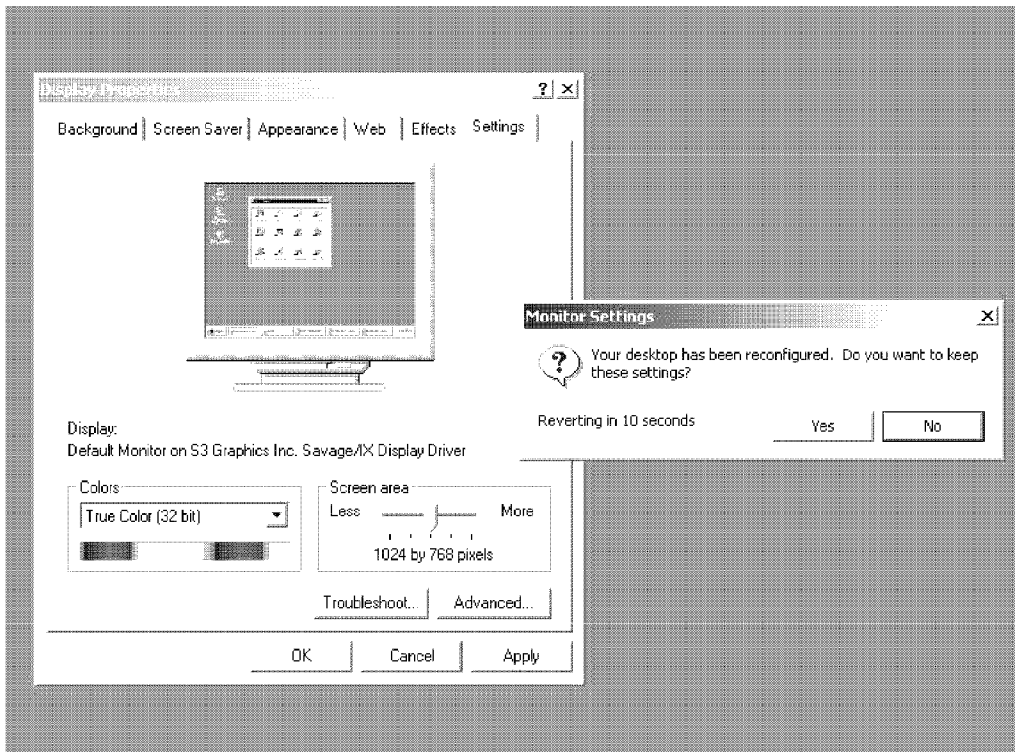 Display Properties
? ×
Background Screen Saver Appearance Web Effects Settings
Display:
Default Monitor on S3 Graphics Inc. Savage/IX Display Driver
Colors
True Color (32 bit)
Screen area
Less More
1024 by 768 pixels
Troubleshoot... Advanced...
OK Cancel Apply
Monitor Settings
×
? Your desktop has been reconfigured. Do you want to keep
these settings?
Reverting in 10 seconds
Yes No